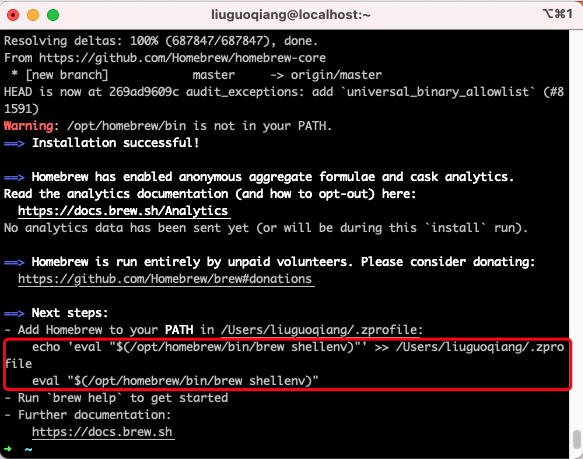 liuguoqiang@localhost:~
⌥⌘1
Resolving deltas: 100% (687847/687847), done.
From https://github.com/Homebrew/homebrew-core
 * [new branch]            master     -> origin/master
HEAD is now at 269ad9609c audit_exceptions: add `universal_binary_allowlist` (#8
1591)
Warning: /opt/homebrew/bin is not in your PATH.
==> Installation successful!
==> Homebrew has enabled anonymous aggregate formulae and cask analytics.
Read the analytics documentation (and how to opt-out) here:
  https://docs.brew.sh/Analytics
No analytics data has been sent yet (or will be during this `install` run).
==> Homebrew is run entirely by unpaid volunteers. Please consider donating:
  https://github.com/Homebrew/brew#donations
==> Next steps:
- Add Homebrew to your PATH in /Users/liuguoqiang/.zprofile:
    echo 'eval "$(/opt/homebrew/bin/brew shellenv)"' >> /Users/liuguoqiang/.zpro
file
    eval "$(/opt/homebrew/bin/brew shellenv)"
- Run `brew help` to get started
- Further documentation:
    https://docs.brew.sh
➜  ~